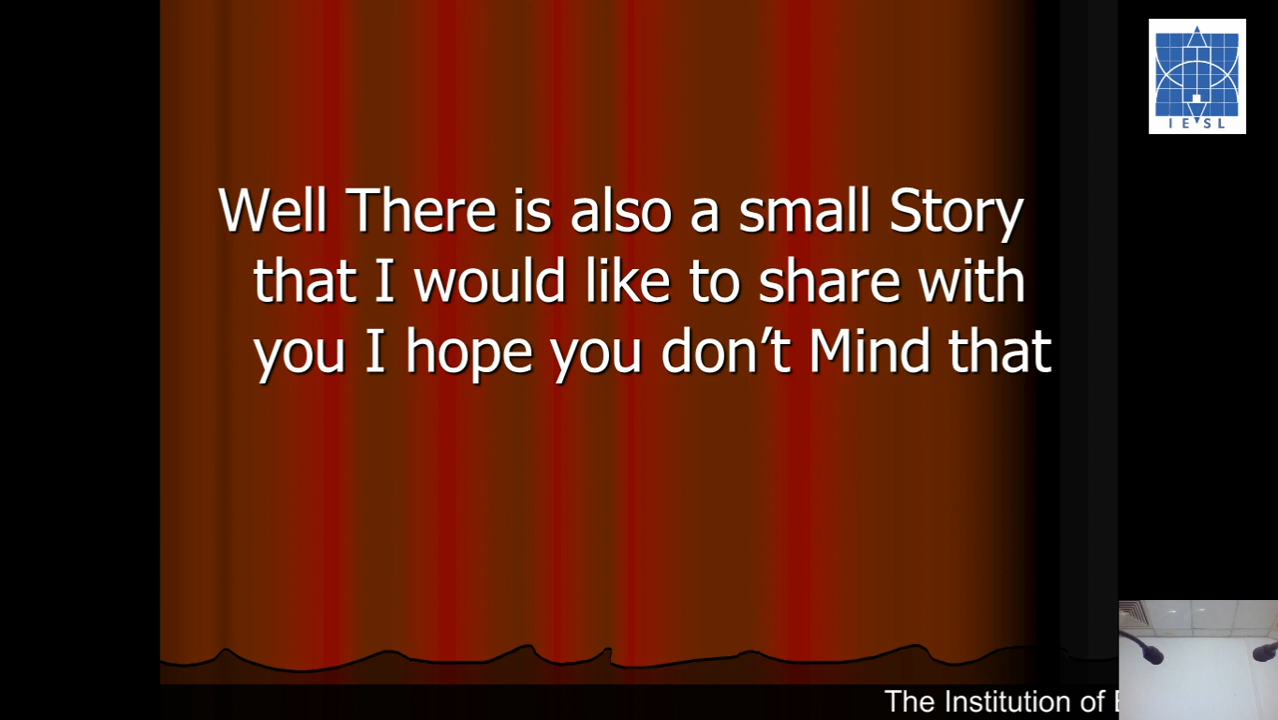 IESL
Well There is also a small Story
that I would like to share with
you I hope you don’t Mind that
The Institution of